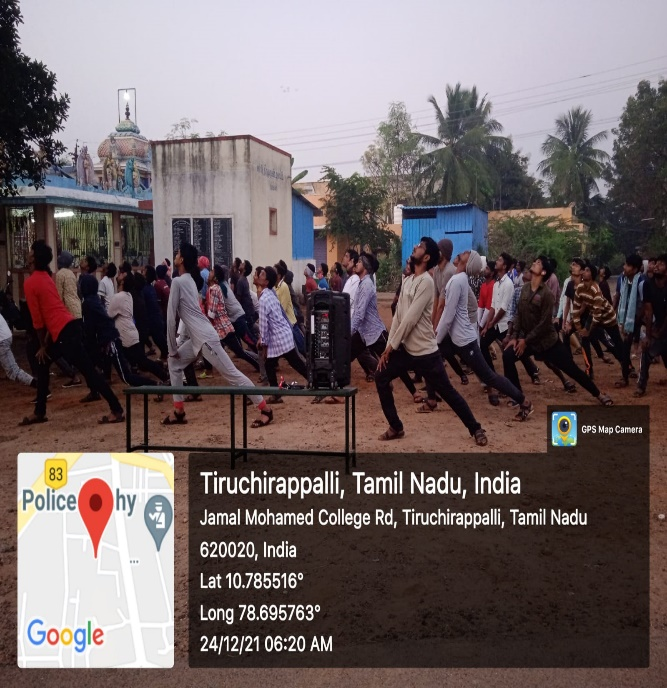 GPS Map Camera
83
Police
hy
Google
Tiruchirappalli, Tamil Nadu, India
Jamal Mohamed College Rd, Tiruchirappalli, Tamil Nadu
620020, India
Lat 10.785516°
Long 78.695763°
24/12/21 06:20 AM